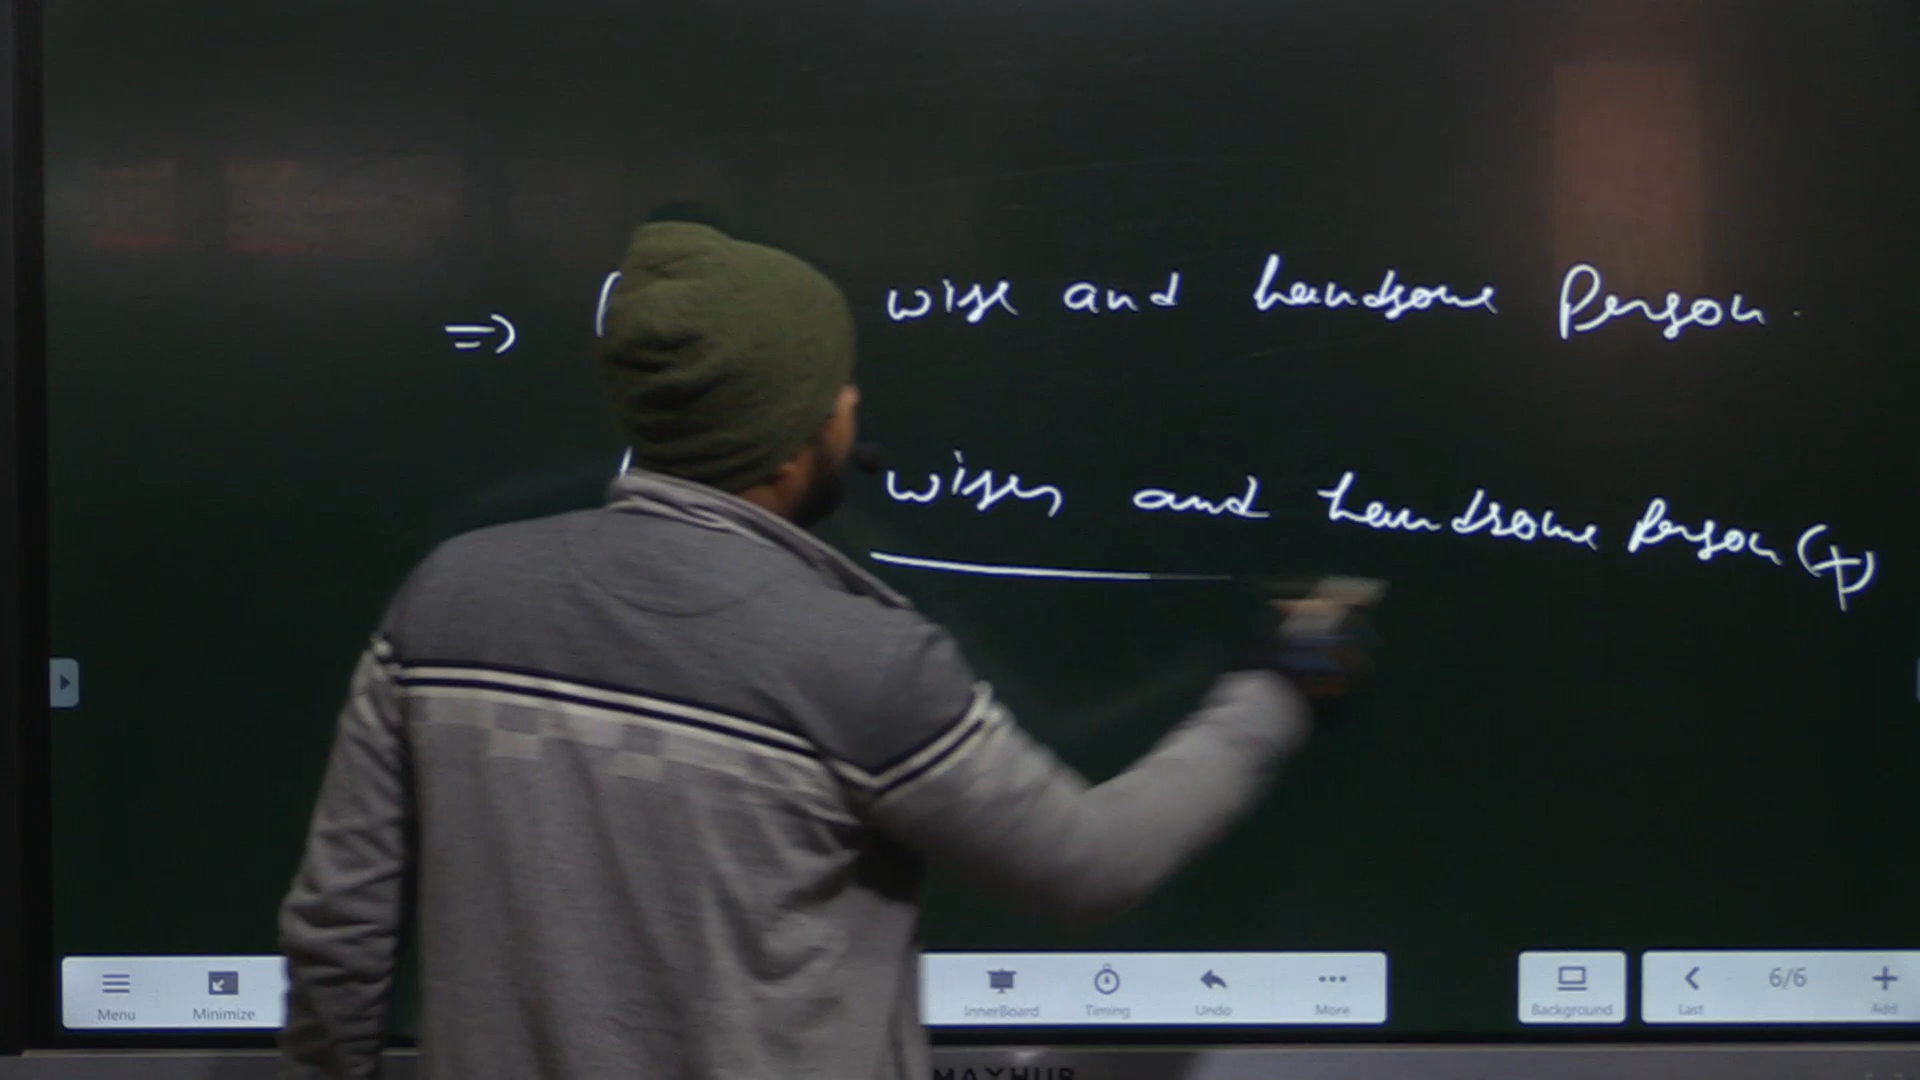 => wise and handsome Person.
wiser and handsome Person (x)
Menu Minimize InnerBoard Timing Undo More Background Last 6/6 Add
MAXHUB